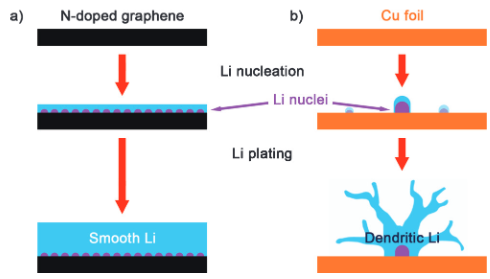 a)
N-doped graphene
b)
Cu foil
Li nucleation
Li nuclei
Li plating
Smooth Li
Dendritic Li